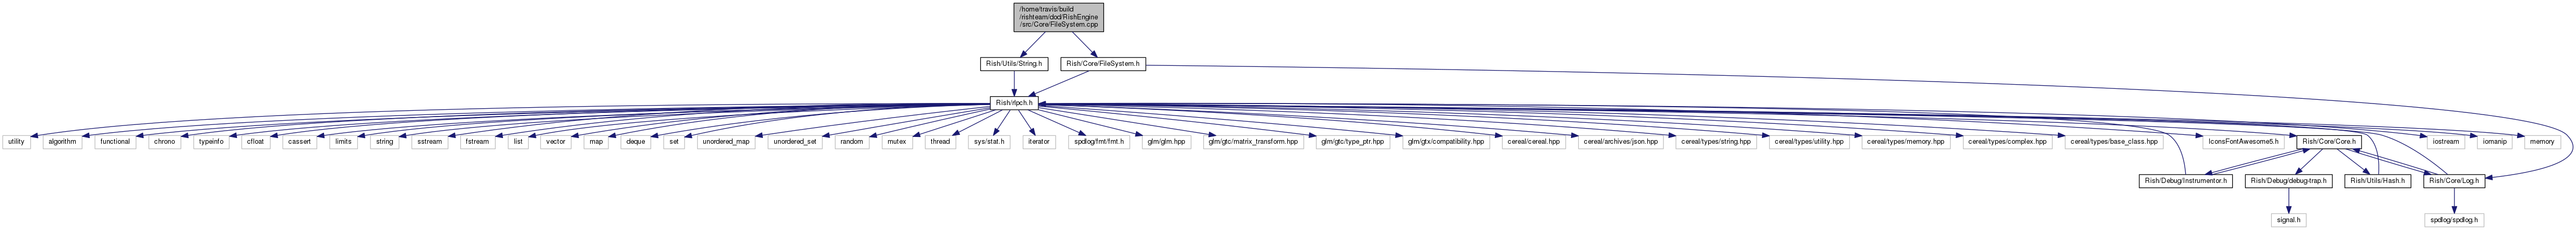 /home/travis/build
/rishteam/dod/RishEngine
/src/Core/FileSystem.cpp
Rish/Utils/String.h
Rish/Core/FileSystem.h
Rish/rlpch.h
utility
algorithm
functional
chrono
typeinfo
cfloat
cassert
limits
string
sstream
fstream
list
vector
map
deque
set
unordered_map
unordered_set
random
mutex
thread
sys/stat.h
iterator
spdlog/fmt/fmt.h
glm/glm.hpp
glm/gtc/matrix_transform.hpp
glm/gtc/type_ptr.hpp
glm/gtx/compatibility.hpp
cereal/cereal.hpp
cereal/archives/json.hpp
cereal/types/string.hpp
cereal/types/utility.hpp
cereal/types/memory.hpp
cereal/types/complex.hpp
cereal/types/base_class.hpp
IconsFontAwesome5.h
Rish/Core/Core.h
iostream
iomanip
memory
Rish/Debug/Instrumentor.h
Rish/Debug/debug-trap.h
Rish/Utils/Hash.h
Rish/Core/Log.h
signal.h
spdlog/spdlog.h